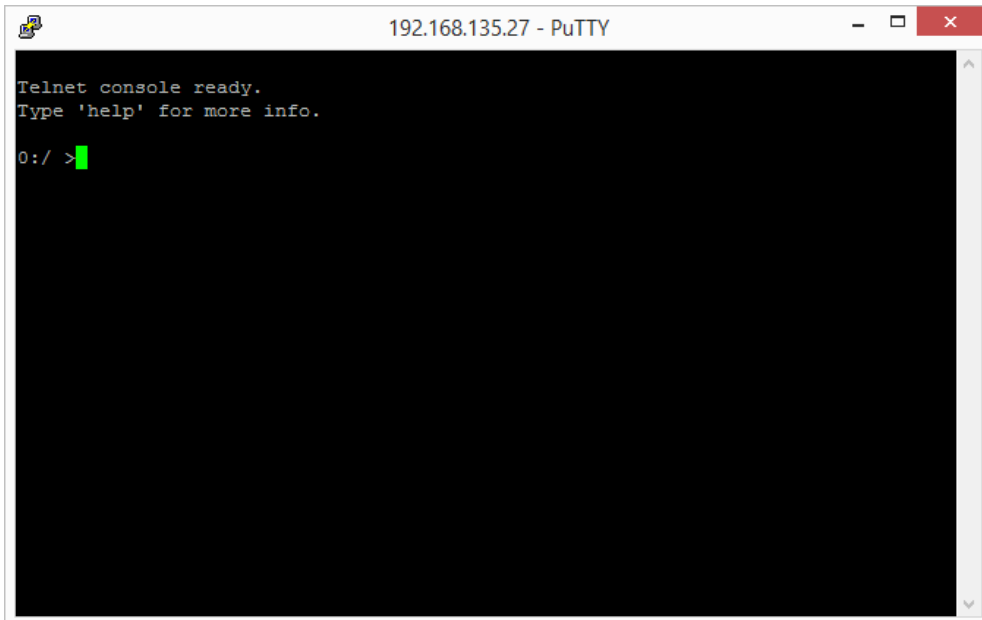 192.168.135.27 - PuTTY
Telnet console ready.
Type 'help' for more info.
0:/ >